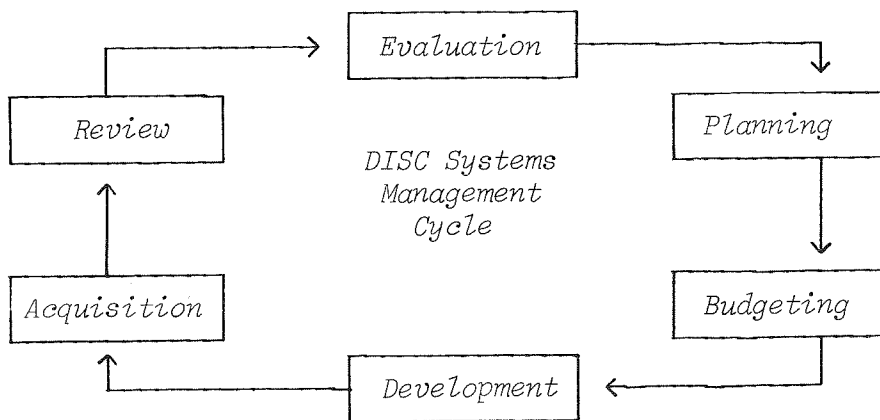 Evaluation
Review
Planning
DISC Systems
Management
Cycle
Acquisition
Budgeting
Development